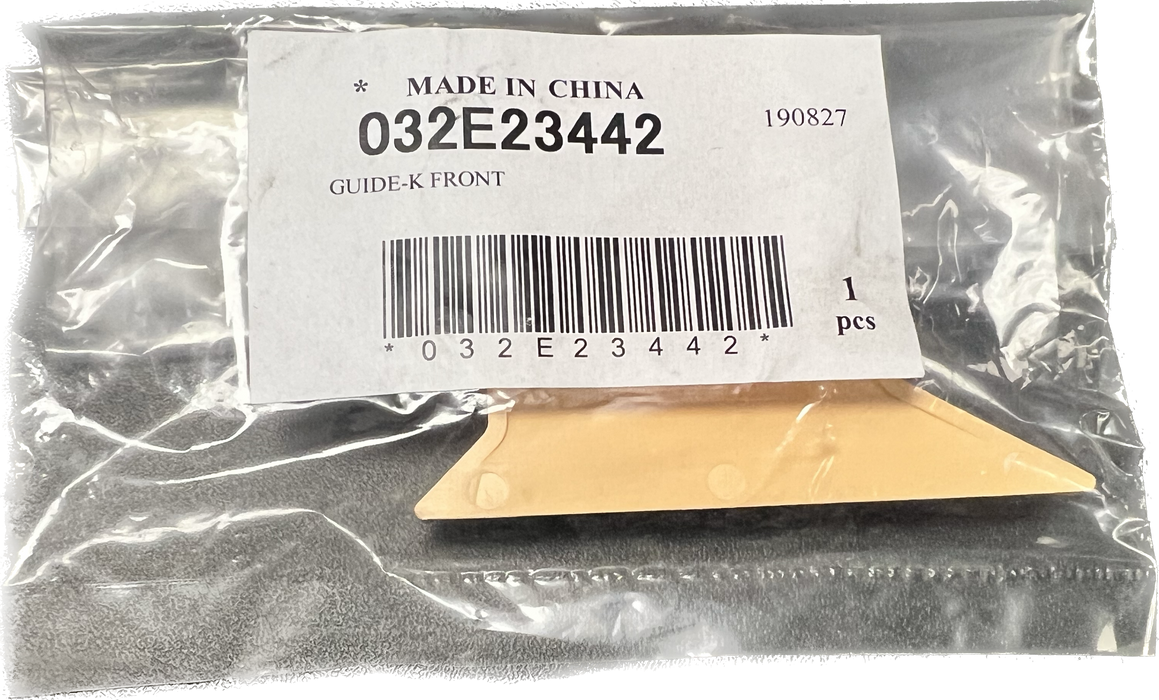 * MADE IN CHINA
032E23442
190827
GUIDE-K FRONT
* 0 3 2 E 2 3 4 4 2 *
1
pcs